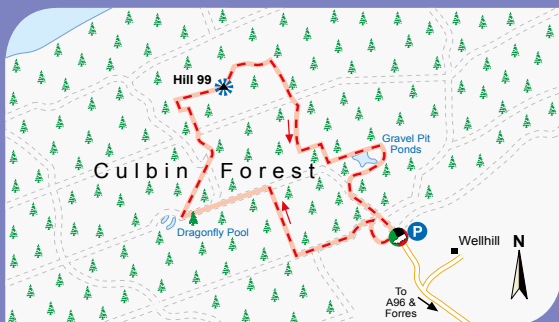 Hill 99
Gravel Pit
Ponds
Culbin Forest
Dragonfly Pool
P
Wellhill
N
To
A96 &
Forres